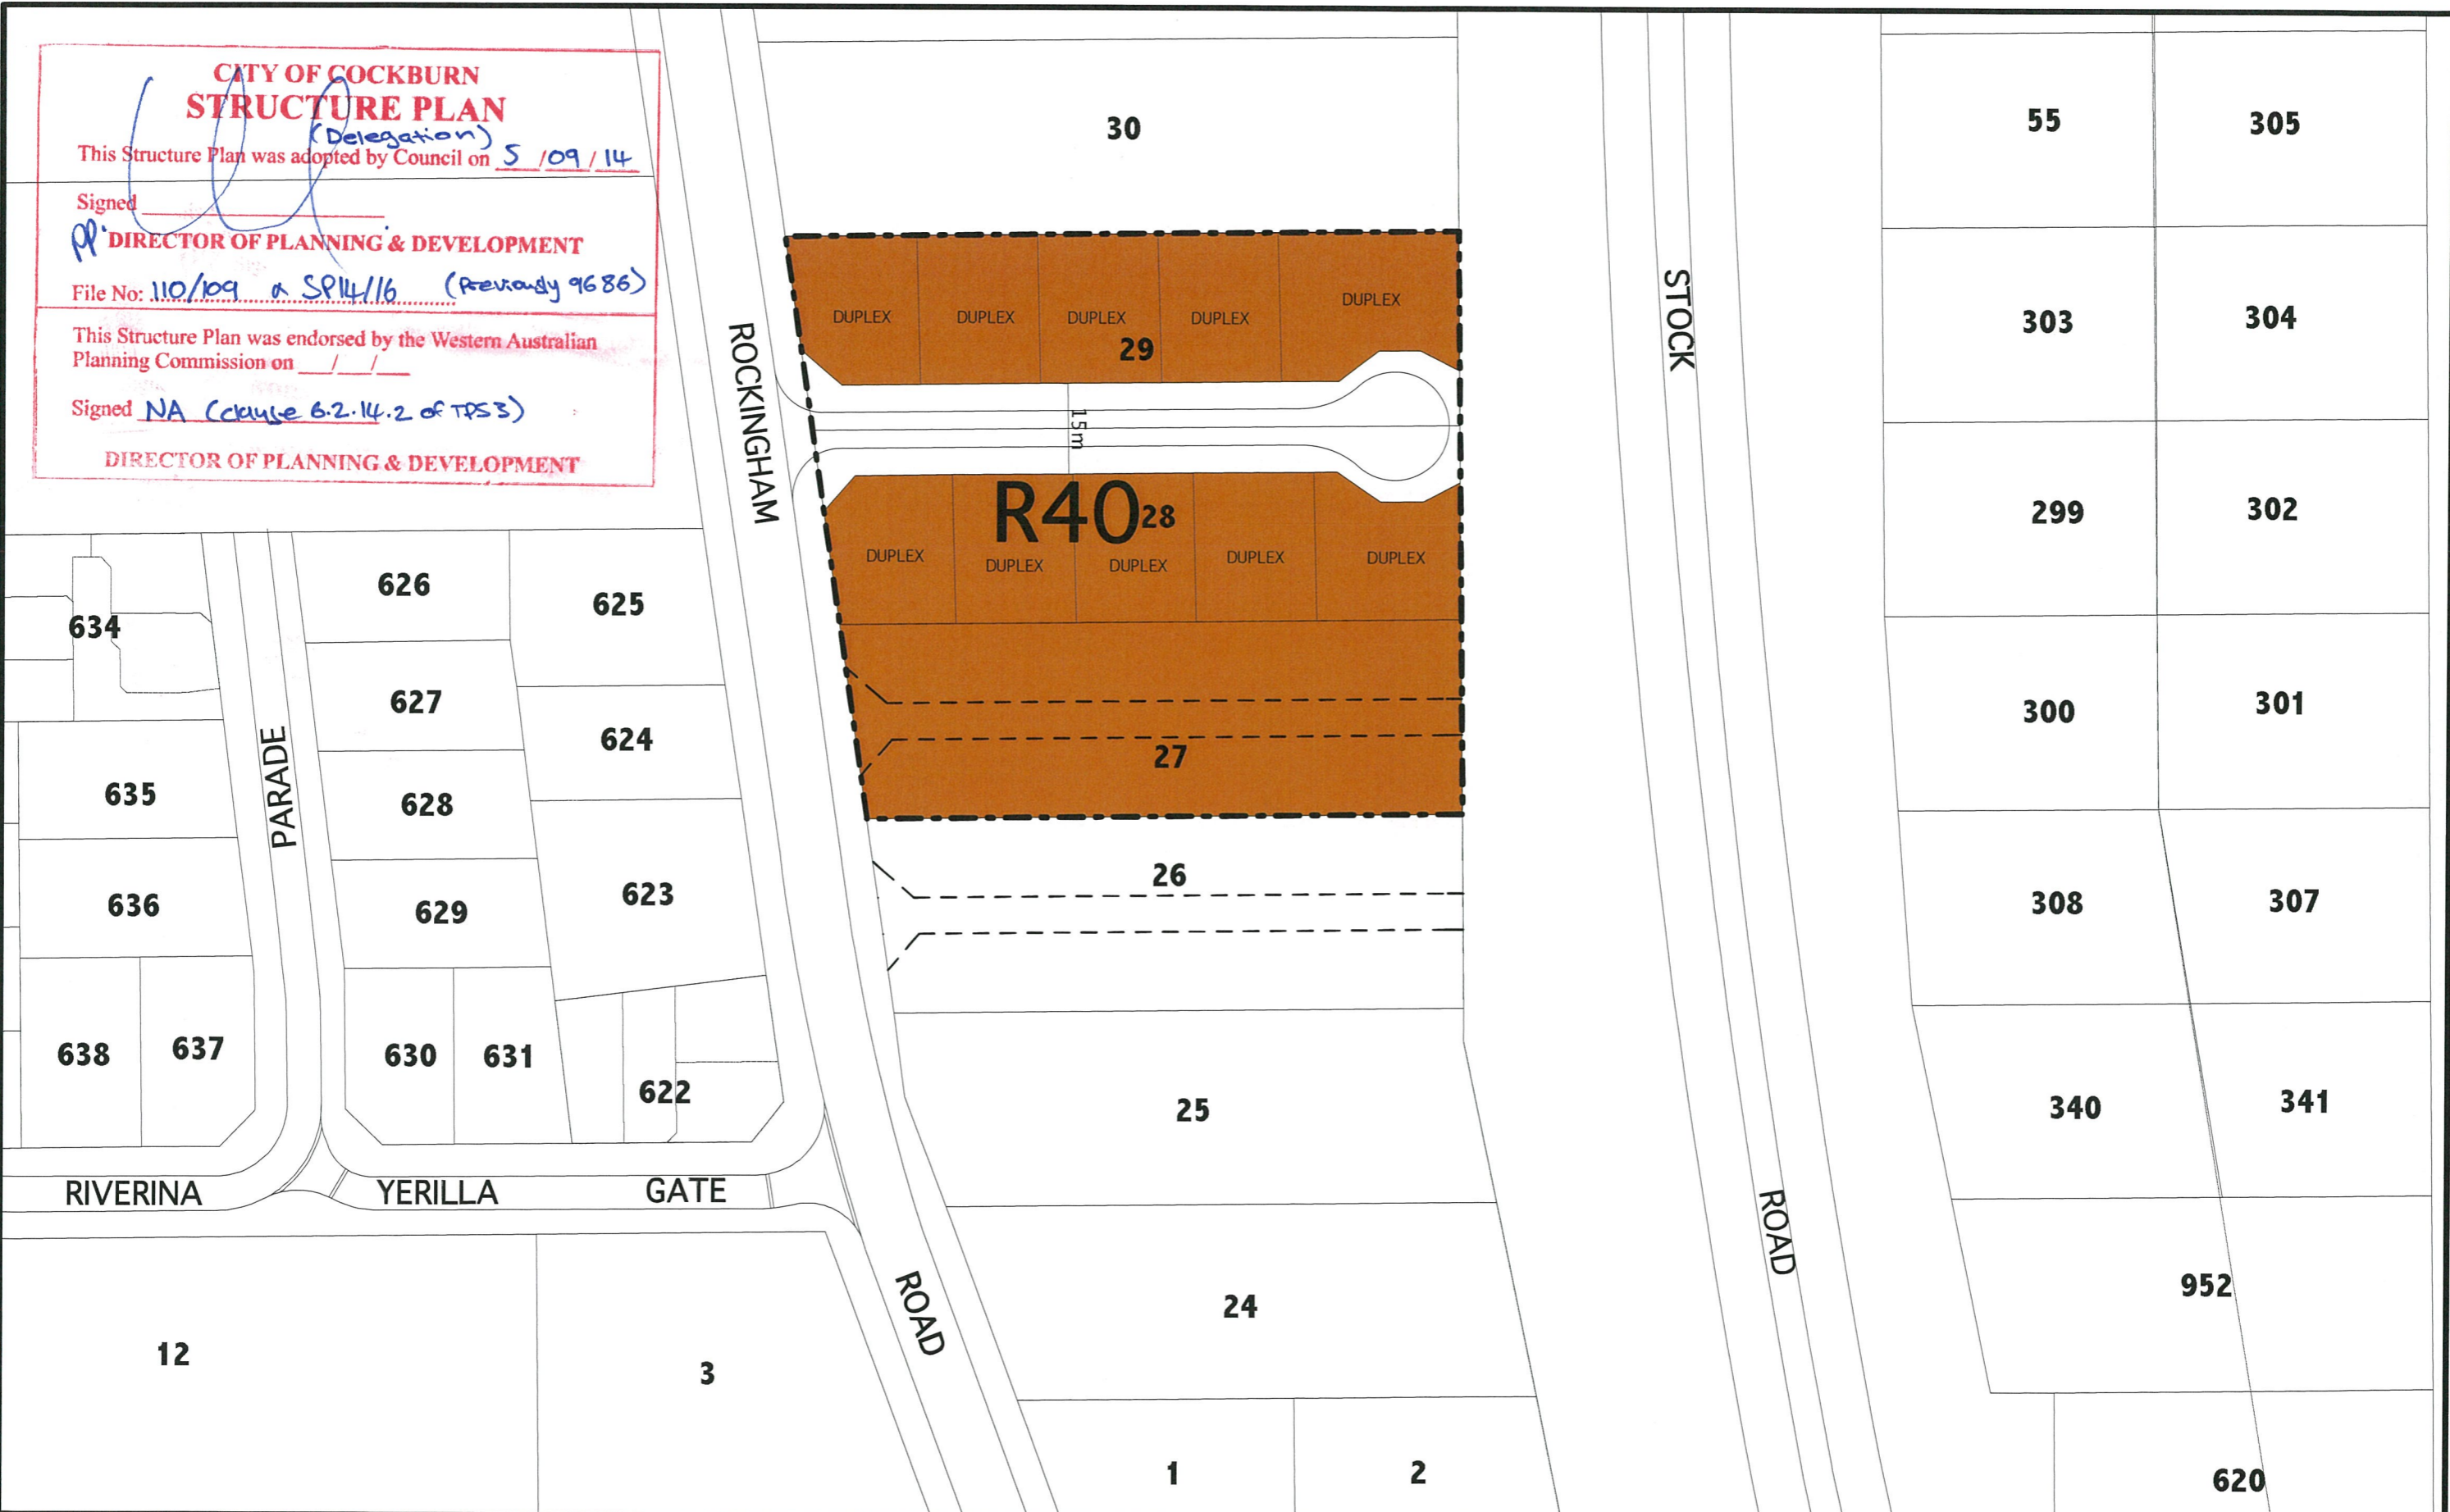 CITY OF COCKBURN
STRUCTURE PLAN
(Delegation)
This Structure Plan was adopted by Council on 5 /09/ 14
Signed
pp. DIRECTOR OF PLANNING & DEVELOPMENT
File No: 110/109 & SP14/16 (Previously 9686)
This Structure Plan was endorsed by the Western Australian
Planning Commission on __/__/__
Signed NA (clause 6.2.14.2 of TPS3)
DIRECTOR OF PLANNING & DEVELOPMENT
30
55
305
ROCKINGHAM
STOCK
DUPLEX
DUPLEX
DUPLEX
DUPLEX
DUPLEX
29
303
304
15m
R40
28
299
302
DUPLEX
DUPLEX
DUPLEX
DUPLEX
DUPLEX
634
626
625
627
624
27
300
301
PARADE
635
628
636
629
623
26
308
307
638
637
630
631
622
25
340
341
RIVERINA
YERILLA
GATE
ROAD
ROAD
24
952
12
3
1
2
620